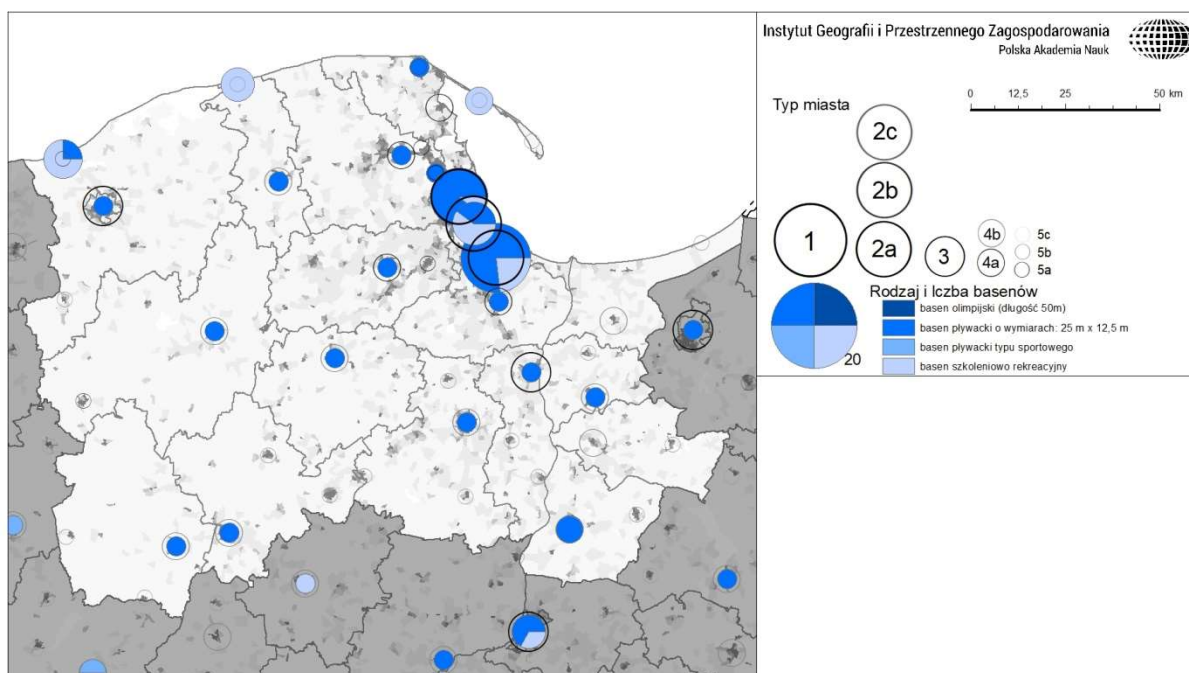 Instytut Geografii i Przestrzennego Zagospodarowania
Polska Akademia Nauk
0 12,5 25 50 km
Typ miasta
2c
2b
1
2a
3
4b
4a
5c
5b
5a
Rodzaj i lczba basenów
basen olimpijski (długość 50m)
basen pływacki o wymiarach: 25 m x 12,5 m
basen pływacki typu sportowego
basen szkoleniowo rekreacyjny
20